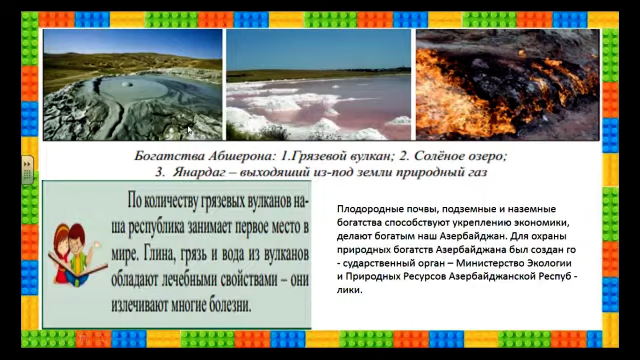 Богатства Абшерона: 1.Грязевой вулкан; 2. Солёное озеро;
3. Янардаг – выходяший из-под земли природный газ
По количеству грязевых вулканов на-
ша республика занимает первое место в
мире. Глина, грязь и вода из вулканов
обладают лечебными свойствами – они
излечивают многие болезни.
Плодородные почвы, подземные и наземные
богатства способствуют укреплению экономики,
делают богатым наш Азербайджан. Для охраны
природных богатств Азербайджана был создан го
- сударственный орган – Министерство Экологии
и Природных Ресурсов Азербайджанской Респуб -
лики.